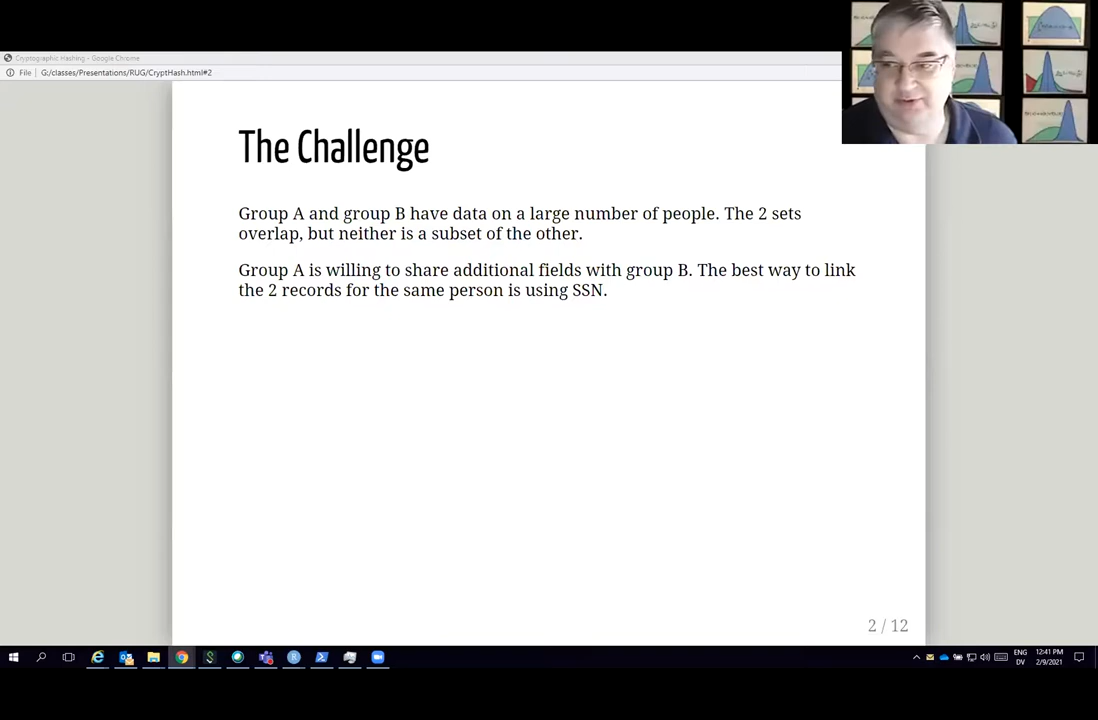 Cryptographic Hashing - Google Chrome
File | G:/classes/Presentations/RUG/CryptHash.html#2
The Challenge
Group A and group B have data on a large number of people. The 2 sets
overlap, but neither is a subset of the other.
Group A is willing to share additional fields with group B. The best way to link
the 2 records for the same person is using SSN.
2 / 12
ENG
DV
12:41 PM
2/9/2021